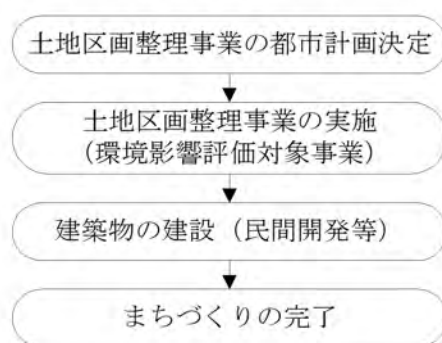 土地区画整理事業の都市計画決定
土地区画整理事業の実施
(環境影響評価対象事業)
建築物の建設(民間開発等)
まちづくりの完了